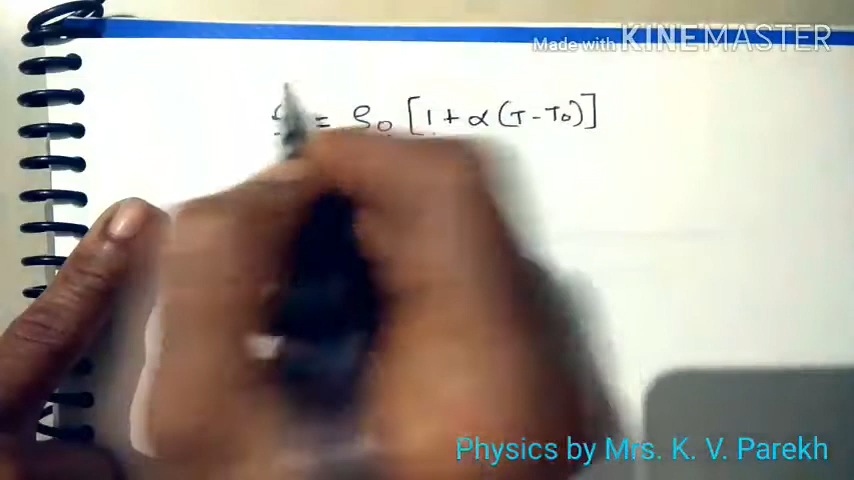 Made with KINEMASTER
= ρ₀ [1 + α (T - T₀)]
Physics by Mrs. K. V. Parekh